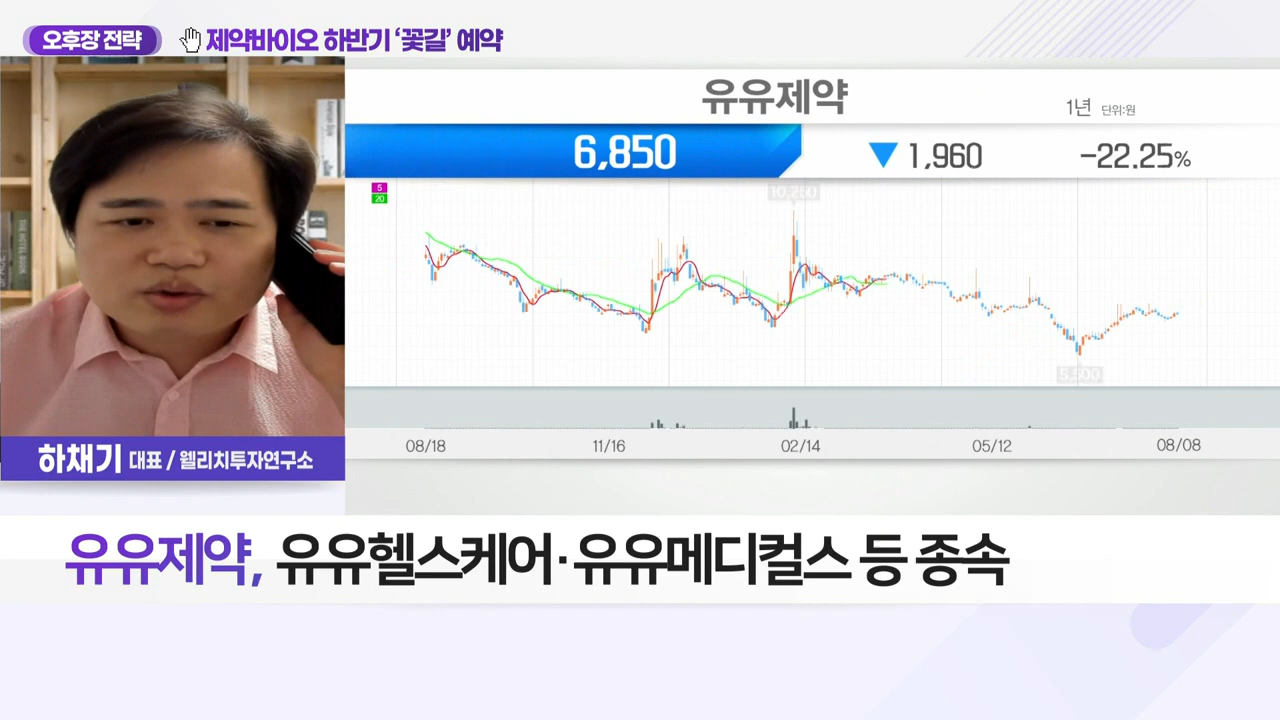 오후장 전략
제약바이오 하반기 ‘꽃길’ 예약
유유제약
1년 단위:원
6,850 ▼ 1,960 -22.25%
5
20
10,250
5,500
08/18 11/16 02/14 05/12 08/08
THE HOTEL BOOK
하채기 대표 / 웰리치투자연구소
유유제약, 유유헬스케어·유유메디컬스 등 종속